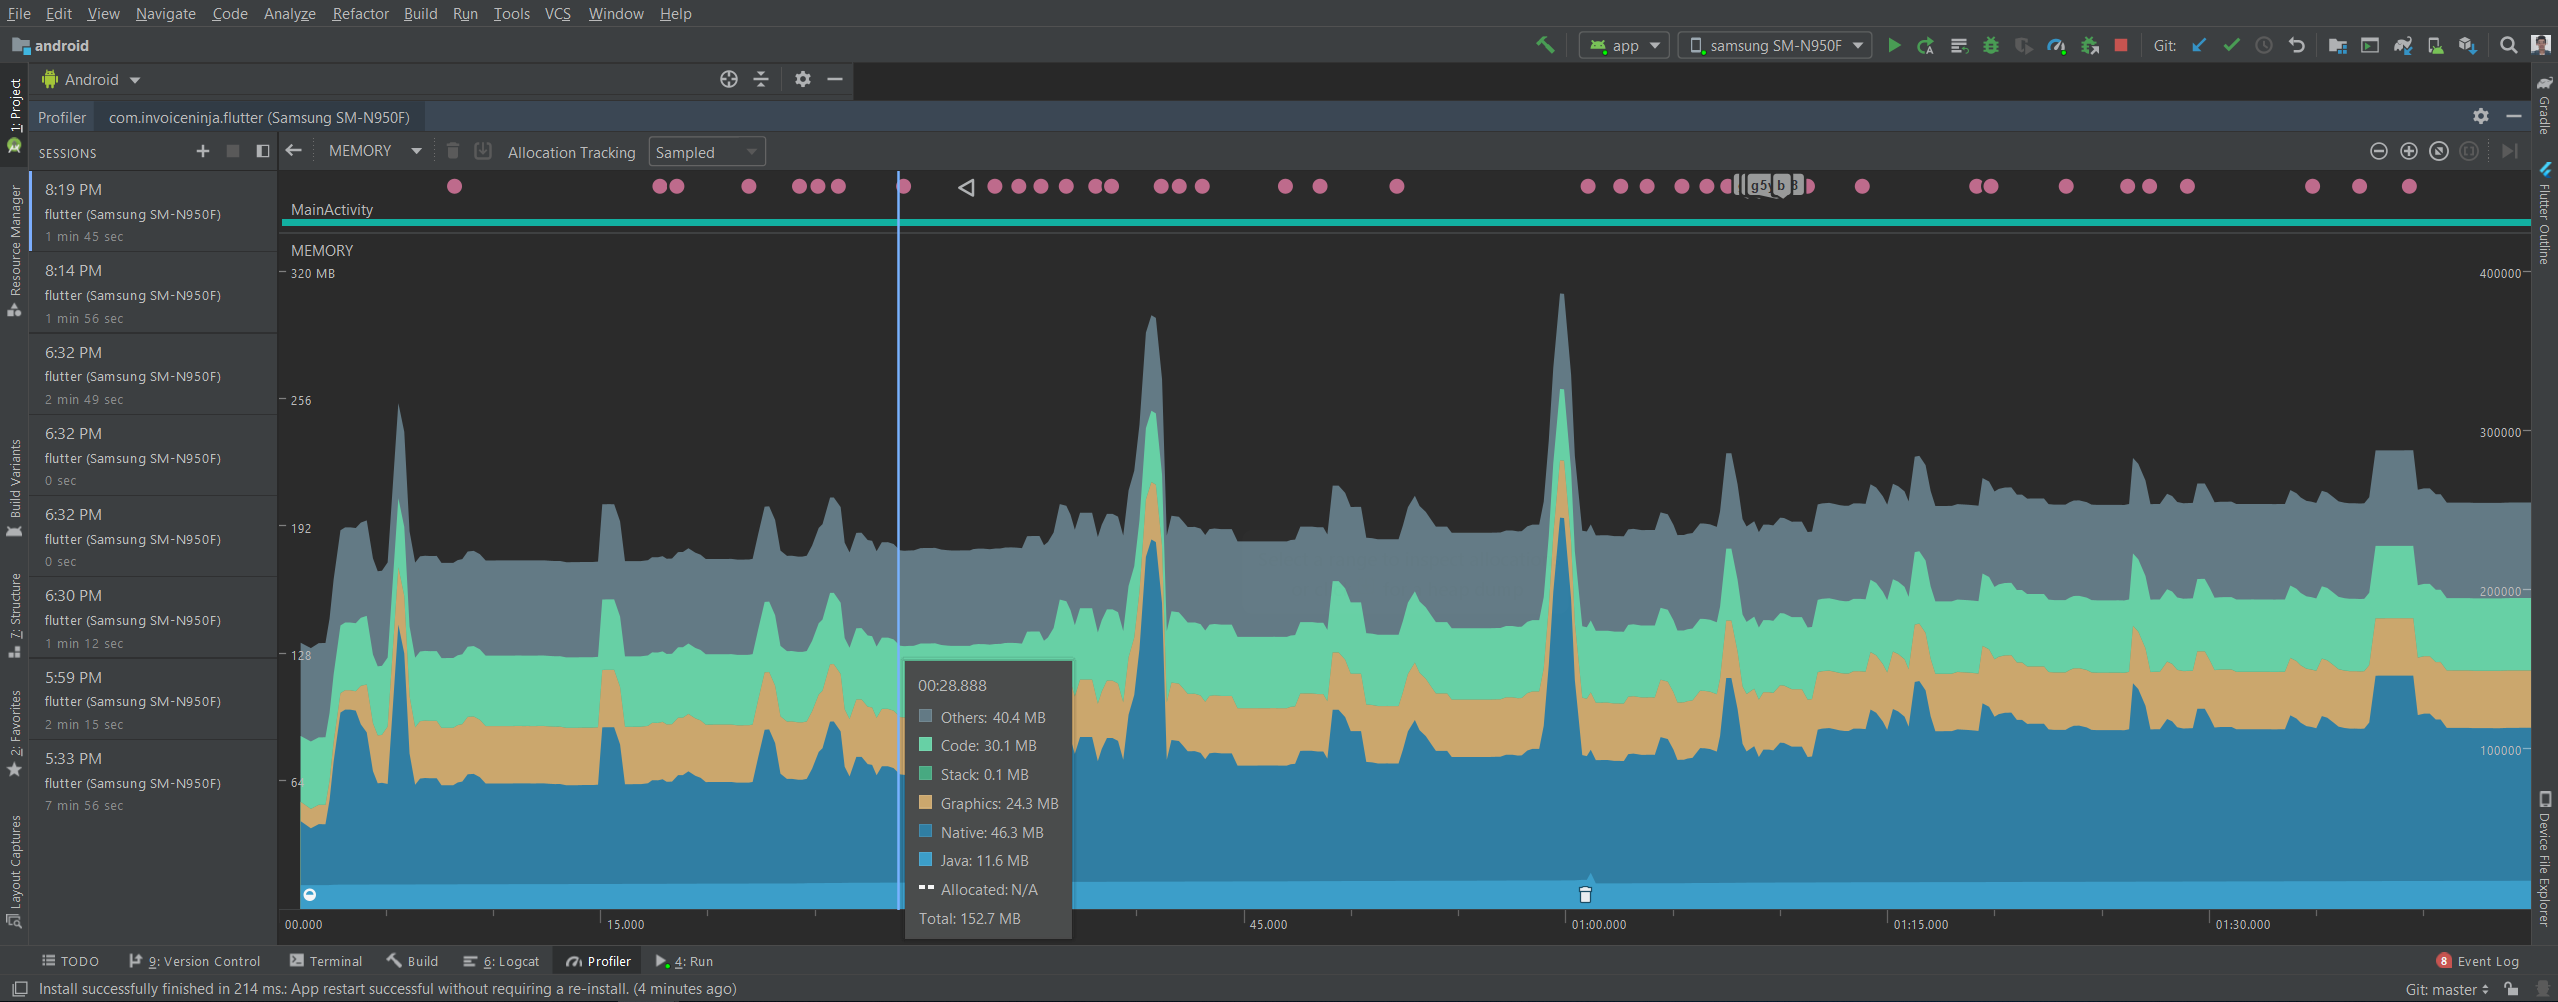 File Edit View Navigate Code Analyze Refactor Build Run Tools VCS Window Help
android
app
samsung SM-N950F
Git:
Android
Profiler
com.invoiceninja.flutter (Samsung SM-N950F)
SESSIONS
MEMORY
Allocation Tracking
Sampled
8:19 PM
flutter (Samsung SM-N950F)
1 min 45 sec
8:14 PM
flutter (Samsung SM-N950F)
1 min 56 sec
6:32 PM
flutter (Samsung SM-N950F)
2 min 49 sec
6:32 PM
flutter (Samsung SM-N950F)
0 sec
6:32 PM
flutter (Samsung SM-N950F)
0 sec
6:30 PM
flutter (Samsung SM-N950F)
1 min 12 sec
5:59 PM
flutter (Samsung SM-N950F)
2 min 15 sec
5:33 PM
flutter (Samsung SM-N950F)
7 min 56 sec
1: Project
Resource Manager
Build Variants
7: Structure
2: Favorites
Layout Captures
MainActivity
MEMORY
320 MB
256
192
128
64
400000
300000
200000
100000
00:28.888
Others: 40.4 MB
Code: 30.1 MB
Stack: 0.1 MB
Graphics: 24.3 MB
Native: 46.3 MB
Java: 11.6 MB
Allocated: N/A
Total: 152.7 MB
00.000
15.000
45.000
01:00.000
01:15.000
01:30.000
Gradle
Flutter Outline
Device File Explorer
TODO
9: Version Control
Terminal
Build
6: Logcat
Profiler
4: Run
8 Event Log
Install successfully finished in 214 ms.: App restart successful without requiring a re-install. (4 minutes ago)
Git: master